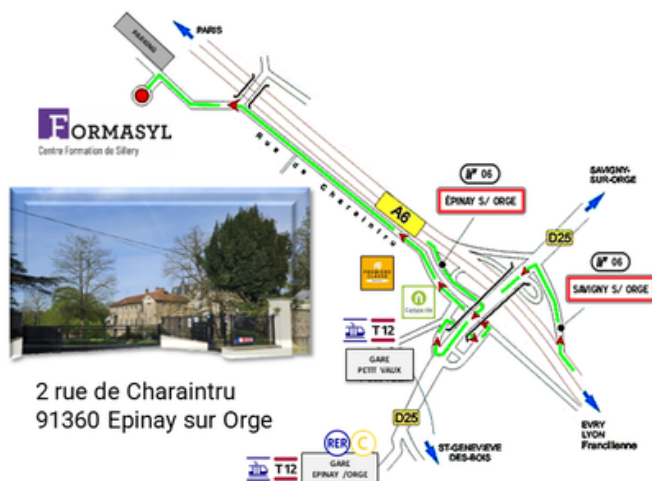 PARIS
PARKING
FORMASYL
Centre Formation de Sillery
Rue de Charaintru
A6
N° 06
ÉPINAY S/ ORGE
SAVIGNY-
SUR-ORGE
D25
N° 06
SAVIGNY S/ ORGE
PREMIERE
CLASSE
T12
GARE
PETIT VAUX
2 rue de Charaintru
91360 Epinay sur Orge
D25
EVRY
LYON
Francilienne
ST-GENEVIEVE
DES-BOIS
RER C
T12
GARE
EPINAY /ORGE